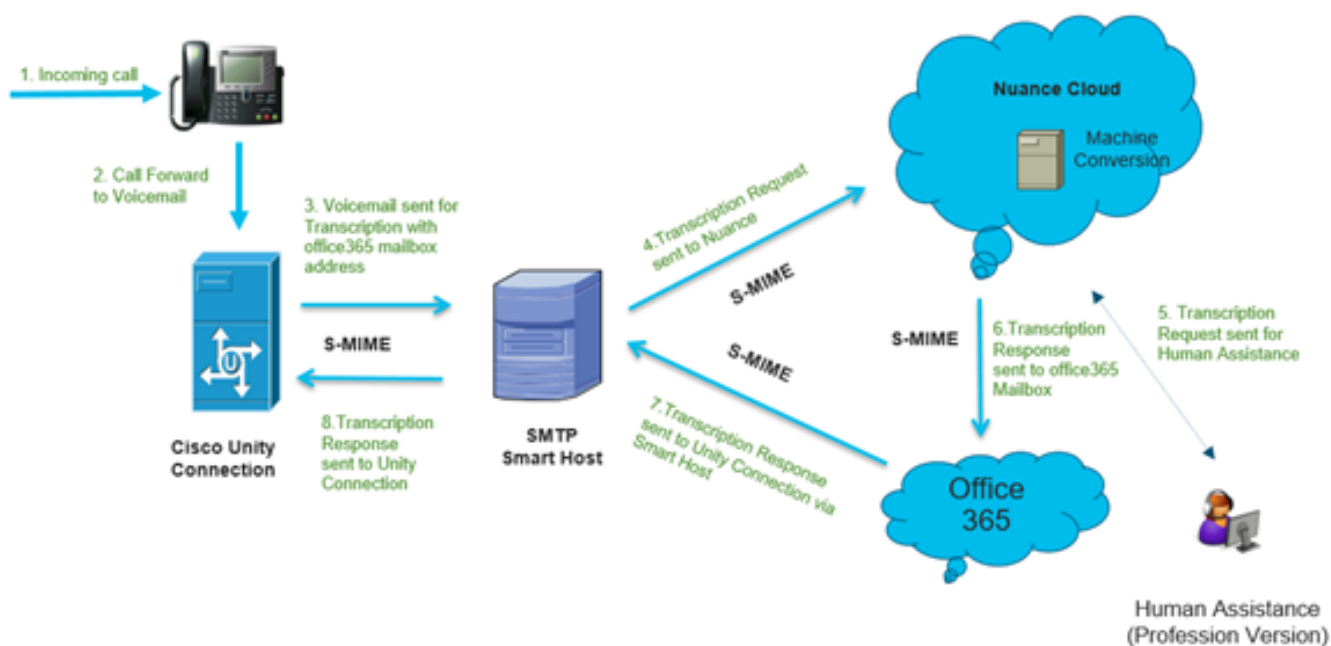 1. Incoming call
2. Call Forward
to Voicemail
3. Voicemail sent for
Transcription with
office365 mailbox
address
S-MIME
8.Transcription
Response
sent to Unity
Connection
Cisco Unity
Connection
U
SMTP
Smart Host
4.Transcription Request
sent to Nuance
S-MIME
S-MIME
7.Transcription Response
sent to Unity Connection via
Smart Host
Nuance Cloud
Machine
Conversion
S-MIME
6.Transcription
Response
sent to office365
Mailbox
5. Transcription
Request sent for
Human Assistance
Office
365
Human Assistance
(Profession Version)